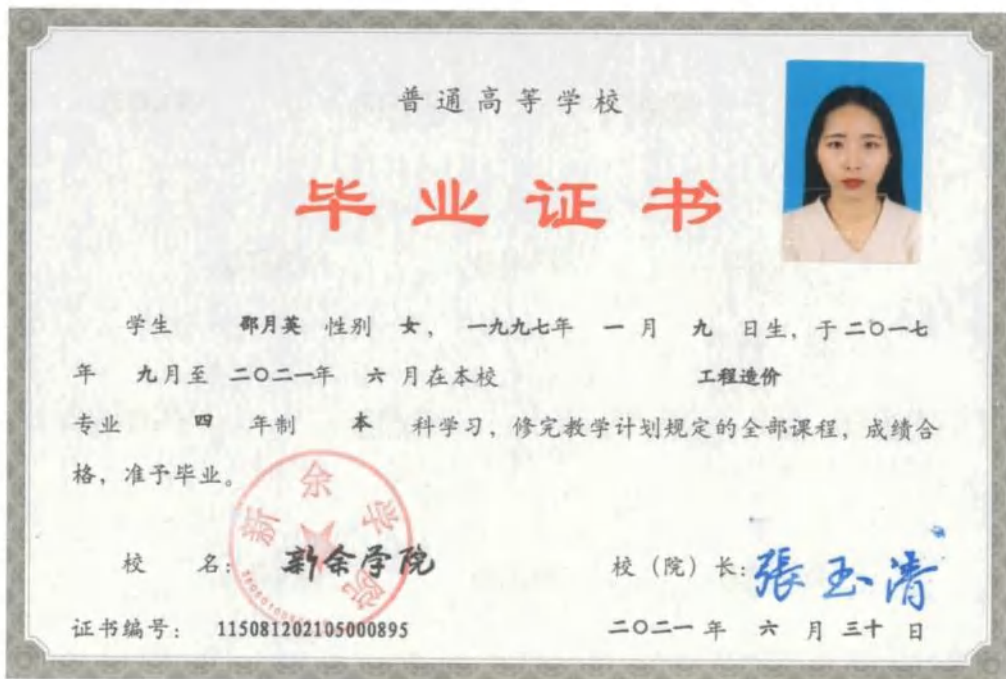 普通高等学校
毕业证书
学生 邵月英 性别 女, 一九九七年 一 月 九 日生, 于二〇一七
年 九月至 二〇二一年 六 月在本校 工程造价
专业 四 年制 本 科学习, 修完教学计划规定的全部课程, 成绩合
格, 准予毕业。
新余学院
校 名: 新余学院 校(院)长: 張玉清
证书编号: 115081202105000895 二〇二一 年 六 月 三十 日